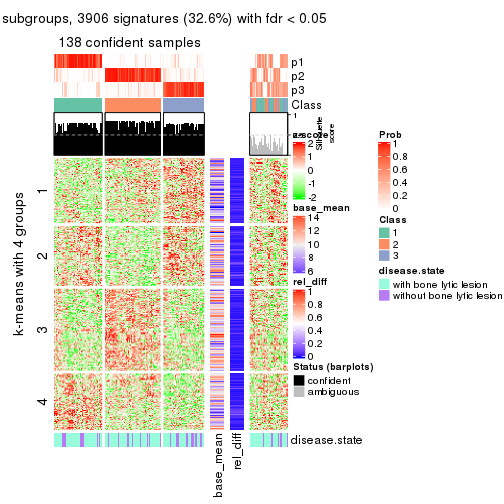 subgroups, 3906 signatures (32.6%) with fdr < 0.05
138 confident samples
p1
p2
p3
Class
1
Silhouette
score
k-means with 4 groups
1
2
3
4
z-score
2
1
0
-1
-2
base_mean
14
12
10
8
6
rel_diff
1
0.8
0.6
0.4
0.2
0
Status (barplots)
confident
ambiguous
Prob
1
0.8
0.6
0.4
0.2
0
Class
1
2
3
disease.state
with bone lytic lesion
without bone lytic lesion
disease.state
base_mean
rel_diff